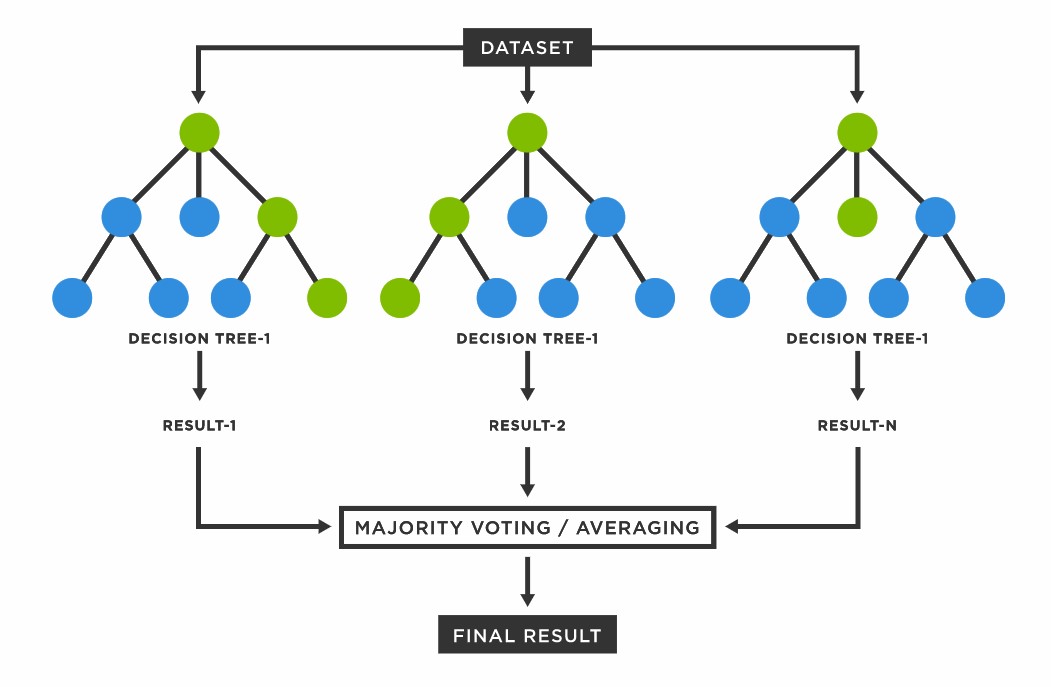 DATASET
DECISION TREE-1
DECISION TREE-1
DECISION TREE-1
RESULT-1
RESULT-2
RESULT-N
MAJORITY VOTING / AVERAGING
FINAL RESULT